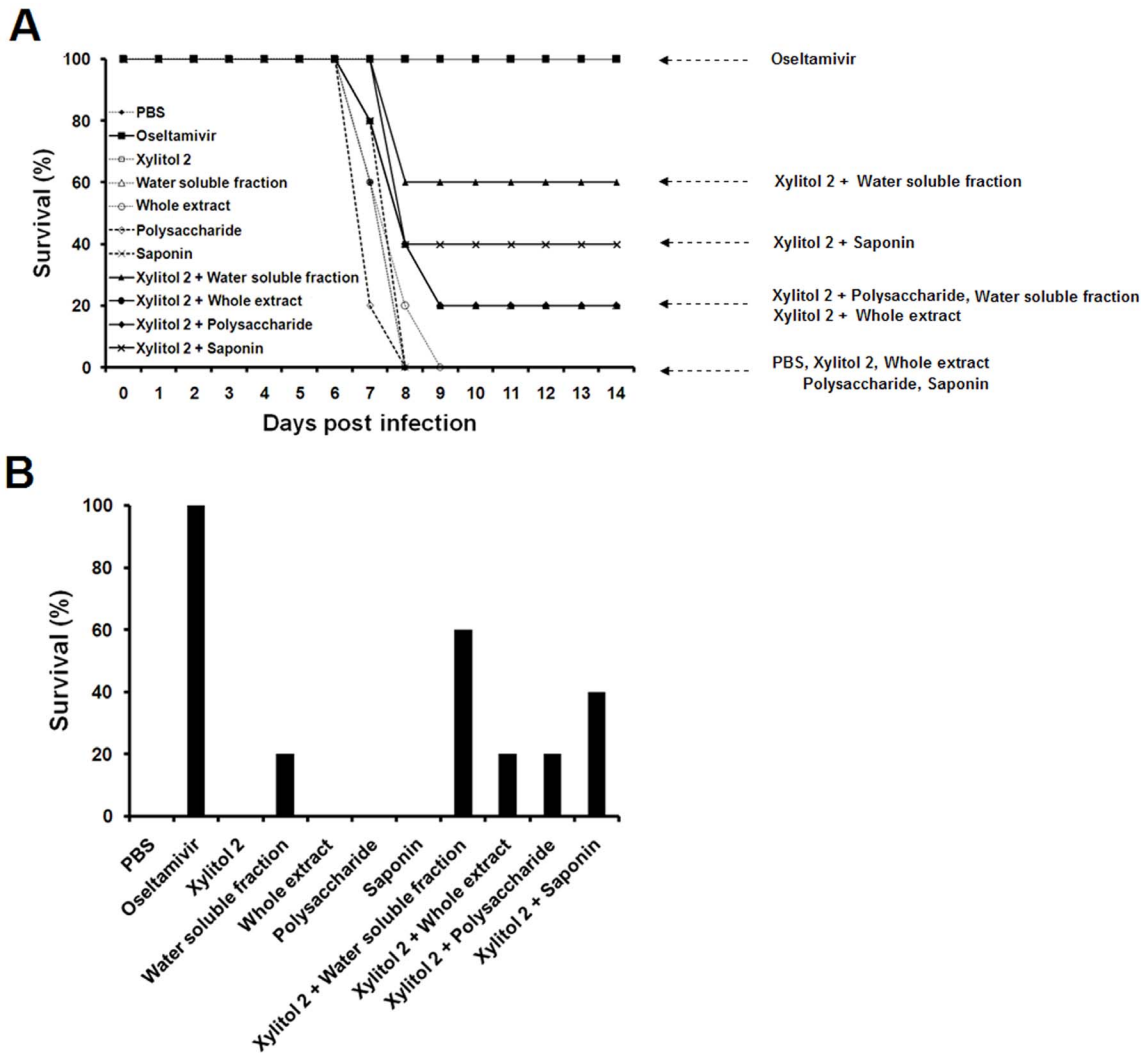 A
Survival (%)
100
80
60
40
20
0
PBS
Oseltamivir
Xylitol 2
Water soluble fraction
Whole extract
Polysaccharide
Saponin
Xylitol 2 + Water soluble fraction
Xylitol 2 + Whole extract
Xylitol 2 + Polysaccharide
Xylitol 2 + Saponin
0 1 2 3 4 5 6 7 8 9 10 11 12 13 14
Days post infection
Oseltamivir
Xylitol 2 + Water soluble fraction
Xylitol 2 + Saponin
Xylitol 2 + Polysaccharide, Water soluble fraction
Xylitol 2 + Whole extract
PBS, Xylitol 2, Whole extract
Polysaccharide, Saponin
B
Survival (%)
100
80
60
40
20
0
PBS
Oseltamivir
Xylitol 2
Water soluble fraction
Whole extract
Polysaccharide
Saponin
Xylitol 2 + Water soluble fraction
Xylitol 2 + Whole extract
Xylitol 2 + Polysaccharide
Xylitol 2 + Saponin